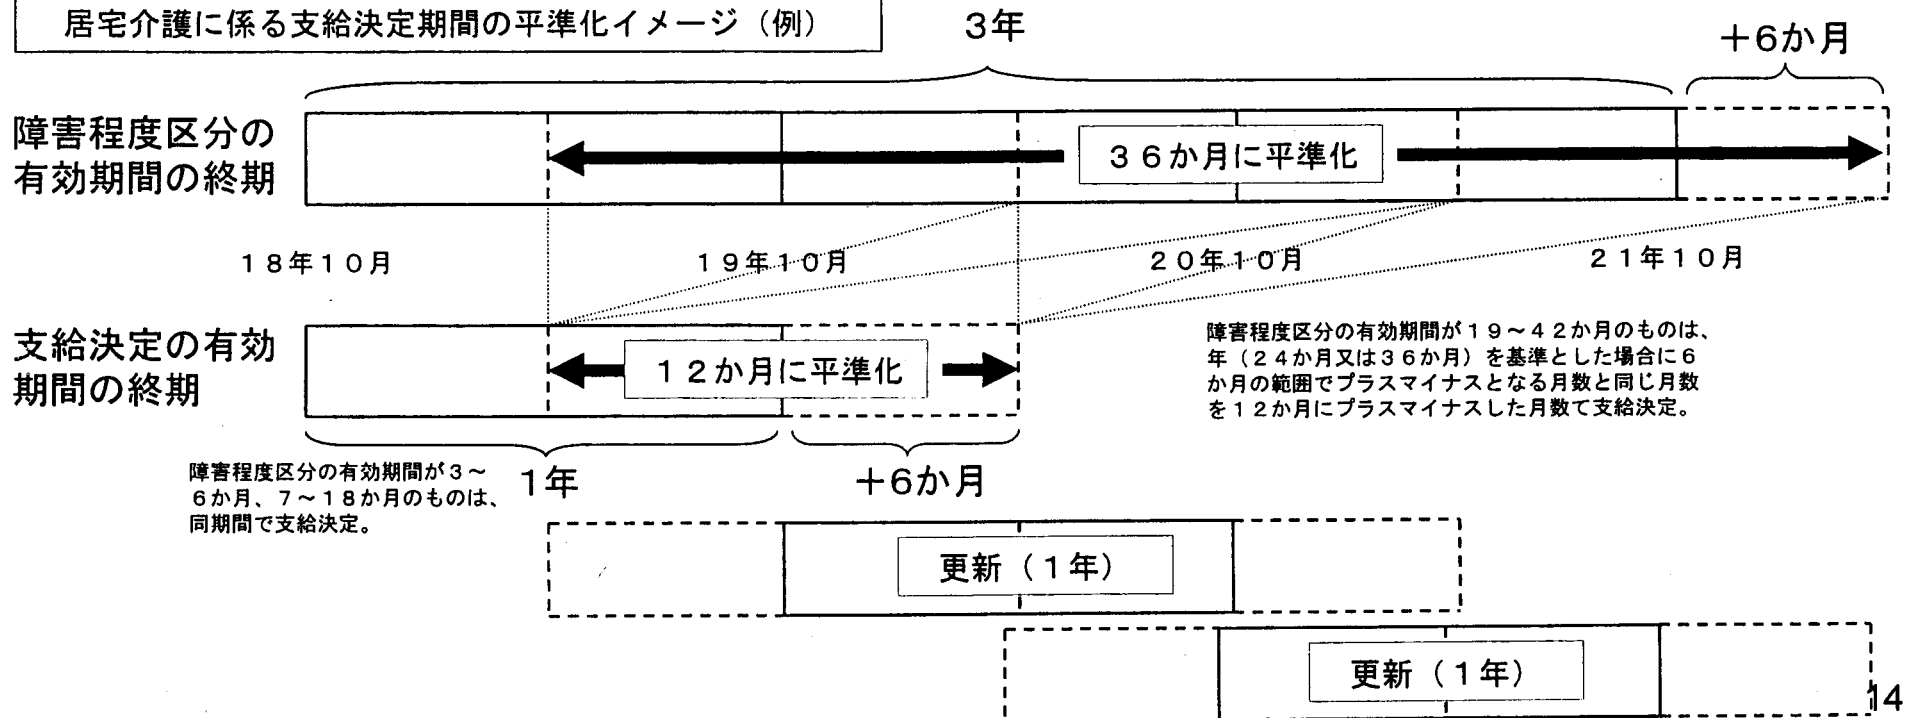 居宅介護に係る支給決定期間の平準化イメージ（例）
3年
＋6か月
障害程度区分の
有効期間の終期
３６か月に平準化
１８年１０月
１９年１０月
２０年１０月
２１年１０月
支給決定の有効
期間の終期
１２か月に平準化
障害程度区分の有効期間が１９～４２か月のものは、
年（２４か月又は３６か月）を基準とした場合に６
か月の範囲でプラスマイナスとなる月数と同じ月数
を１２か月にプラスマイナスした月数て支給決定。
障害程度区分の有効期間が３～
６か月、７～１８か月のものは、
同期間で支給決定。
1年
＋6か月
更新（１年）
更新（１年）
14